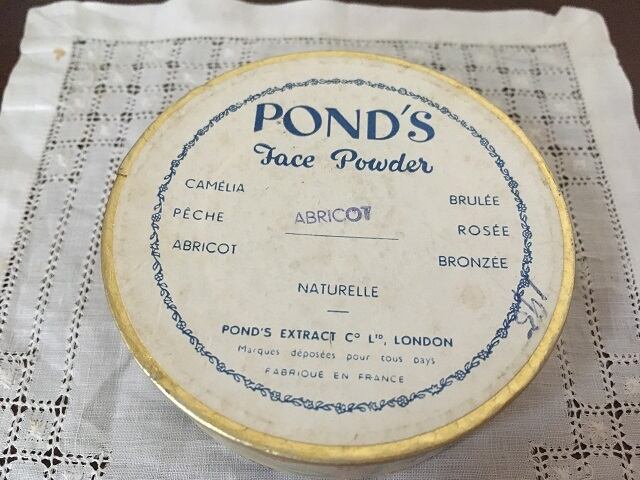 POND'S
Face Powder
CAMÉLIA
PÊCHE
ABRICOT
ABRICOT
BRULÉE
ROSÉE
BRONZÉE
NATURELLE
POND'S EXTRACT Cº Lᵀᴰ, LONDON
Marques déposées pour tous pays
FABRIQUÉ EN FRANCE